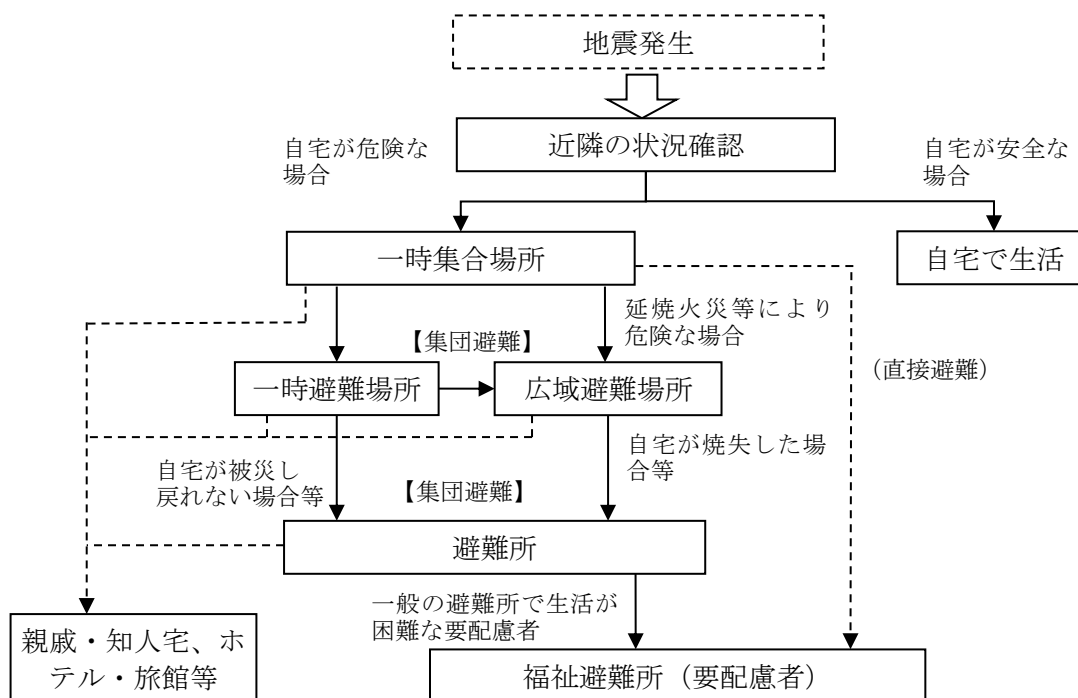 地震発生
近隣の状況確認
自宅が危険な
場合
自宅が安全な
場合
一時集合場所
自宅で生活
延焼火災等により
危険な場合
【集団避難】
(直接避難)
一時避難場所
広域避難場所
自宅が焼失した場
合等
自宅が被災し
戻れない場合等
【集団避難】
避難所
一般の避難所で生活が
困難な要配慮者
親戚・知人宅、ホ
テル・旅館等
福祉避難所(要配慮者)